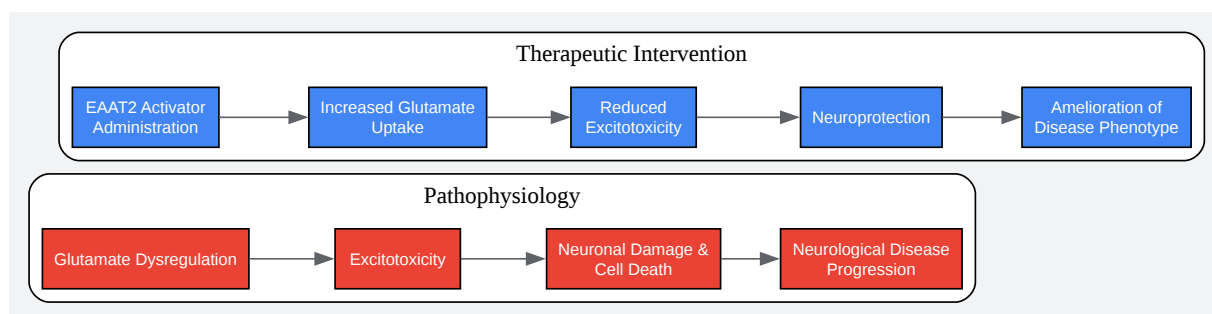 Therapeutic Intervention
EAAT2 Activator
Administration
Increased Glutamate
Uptake
Reduced
Excitotoxicity
Neuroprotection
Amelioration of
Disease Phenotype
Pathophysiology
Glutamate Dysregulation
Excitotoxicity
Neuronal Damage &
Cell Death
Neurological Disease
Progression